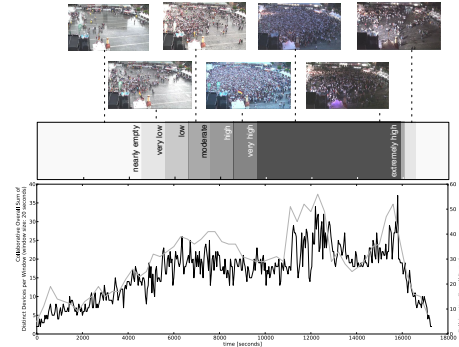 nearly empty
very low
low
moderate
high
very high
extremely high
Collaborative Overall Sum of
Distinct Devices per Window (window size: 20 seconds)
40
35
30
25
20
15
10
5
0
60
50
40
30
20
10
0
0 2000 4000 6000 8000 10000 12000 14000 16000 18000
time [seconds]